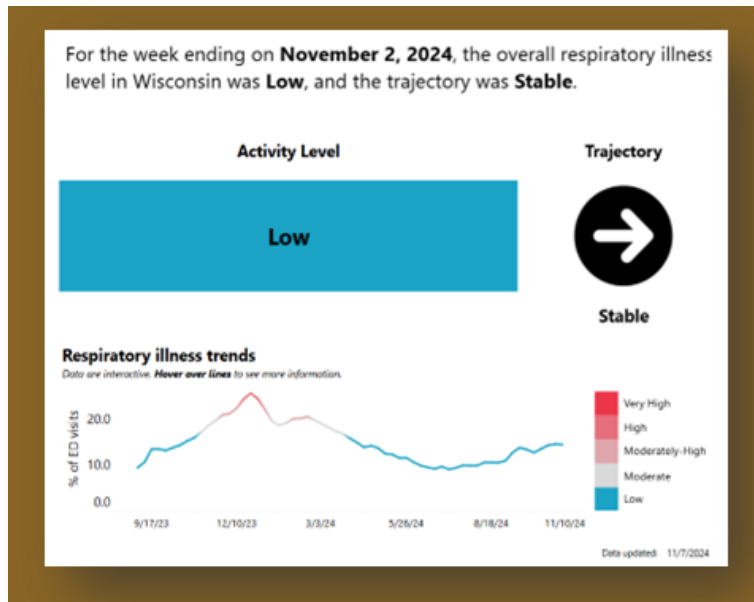 For the week ending on November 2, 2024, the overall respiratory illness
level in Wisconsin was Low, and the trajectory was Stable.
Activity Level
Trajectory
Low
Stable
Respiratory illness trends
Data are interactive. Hover over lines to see more information.
% of ED visits
20.0
10.0
0.0
9/17/23
12/10/23
3/3/24
5/26/24
8/18/24
11/10/24
Very High
High
Moderately-High
Moderate
Low
Data updated: 11/7/2024